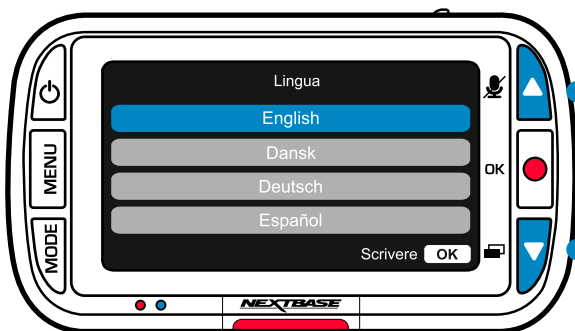 Lingua
English
Dansk
Deutsch
Español
Scrivere OK
MENU
MODE
OK
NEXTBASE